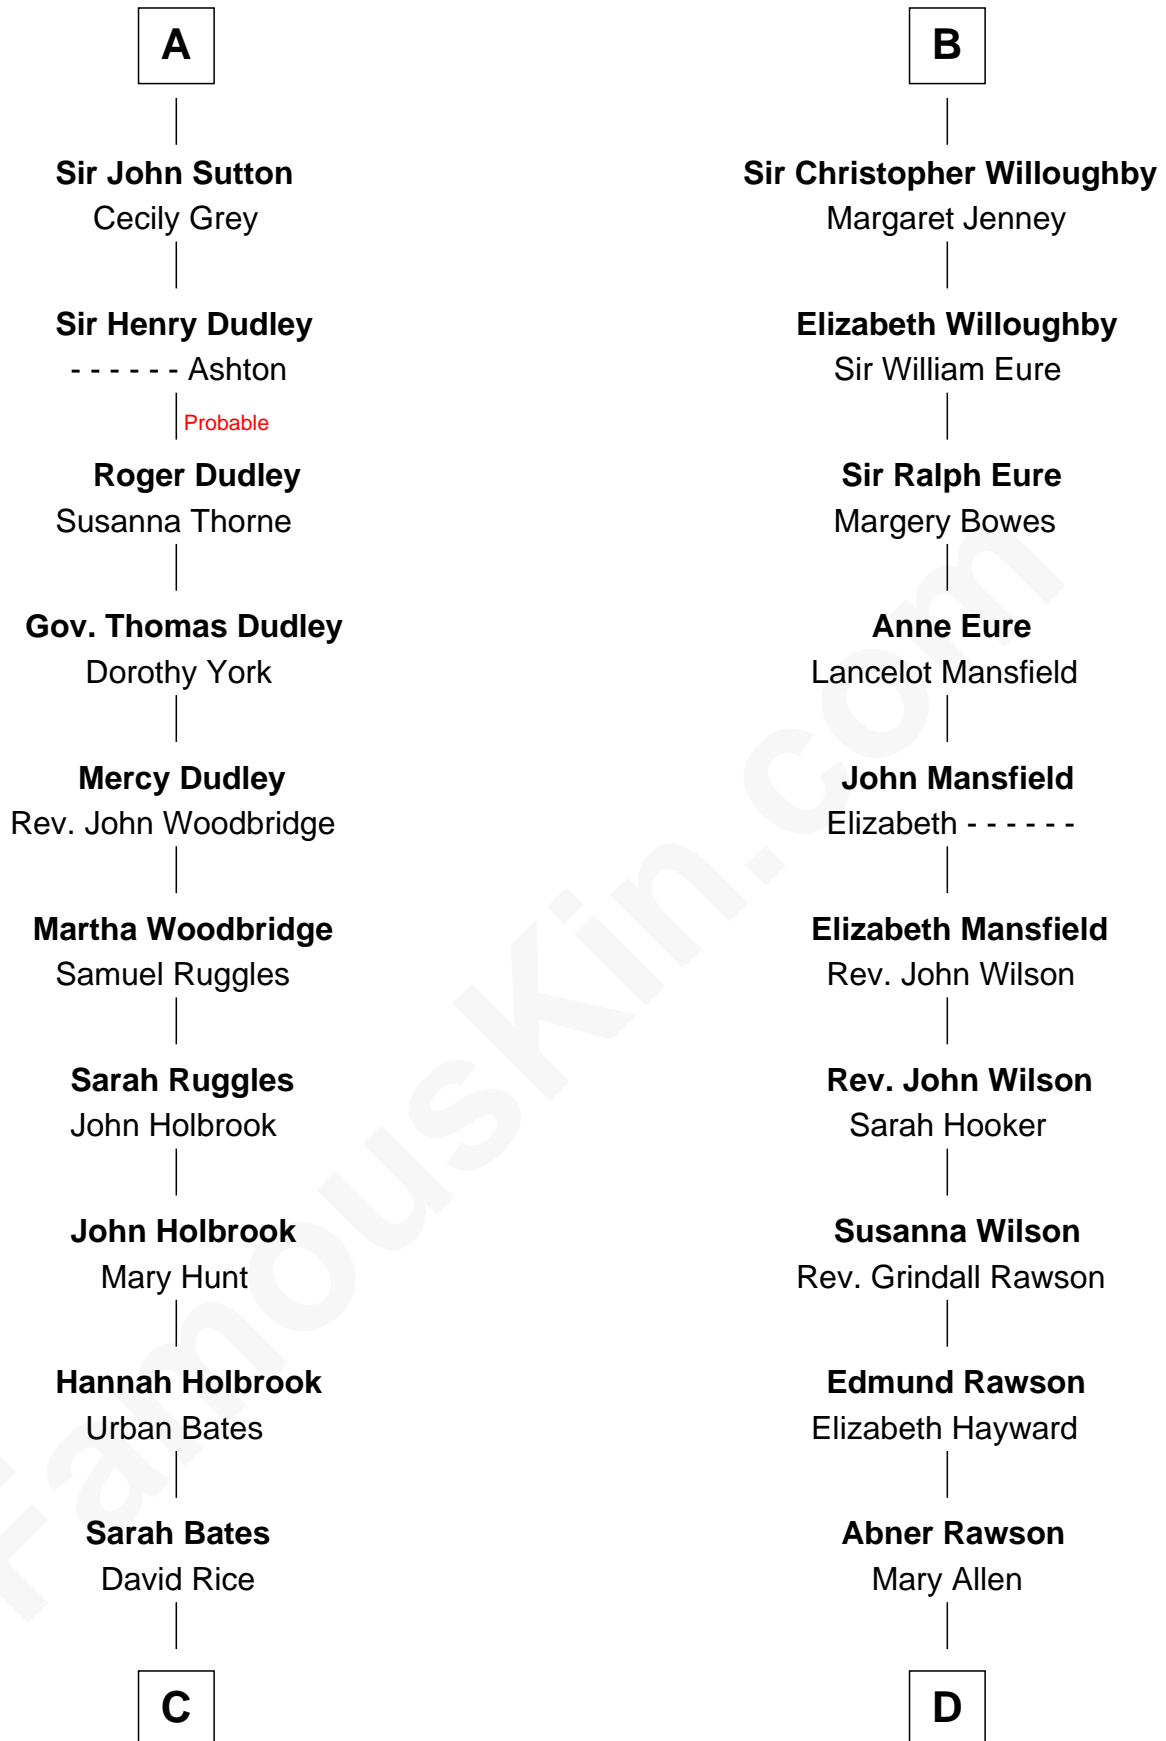 A
Sir John Sutton
Cecily Grey
Sir Henry Dudley
- - - - - - Ashton
Probable
Roger Dudley
Susanna Thorne
Gov. Thomas Dudley
Dorothy York
Mercy Dudley
Rev. John Woodbridge
Martha Woodbridge
Samuel Ruggles
Sarah Ruggles
John Holbrook
John Holbrook
Mary Hunt
Hannah Holbrook
Urban Bates
Sarah Bates
David Rice
C
B
Sir Christopher Willoughby
Margaret Jenney
Elizabeth Willoughby
Sir William Eure
Sir Ralph Eure
Margery Bowes
Anne Eure
Lancelot Mansfield
John Mansfield
Elizabeth - - - - - -
Elizabeth Mansfield
Rev. John Wilson
Rev. John Wilson
Sarah Hooker
Susanna Wilson
Rev. Grindall Rawson
Edmund Rawson
Elizabeth Hayward
Abner Rawson
Mary Allen
D
FamousKin.com